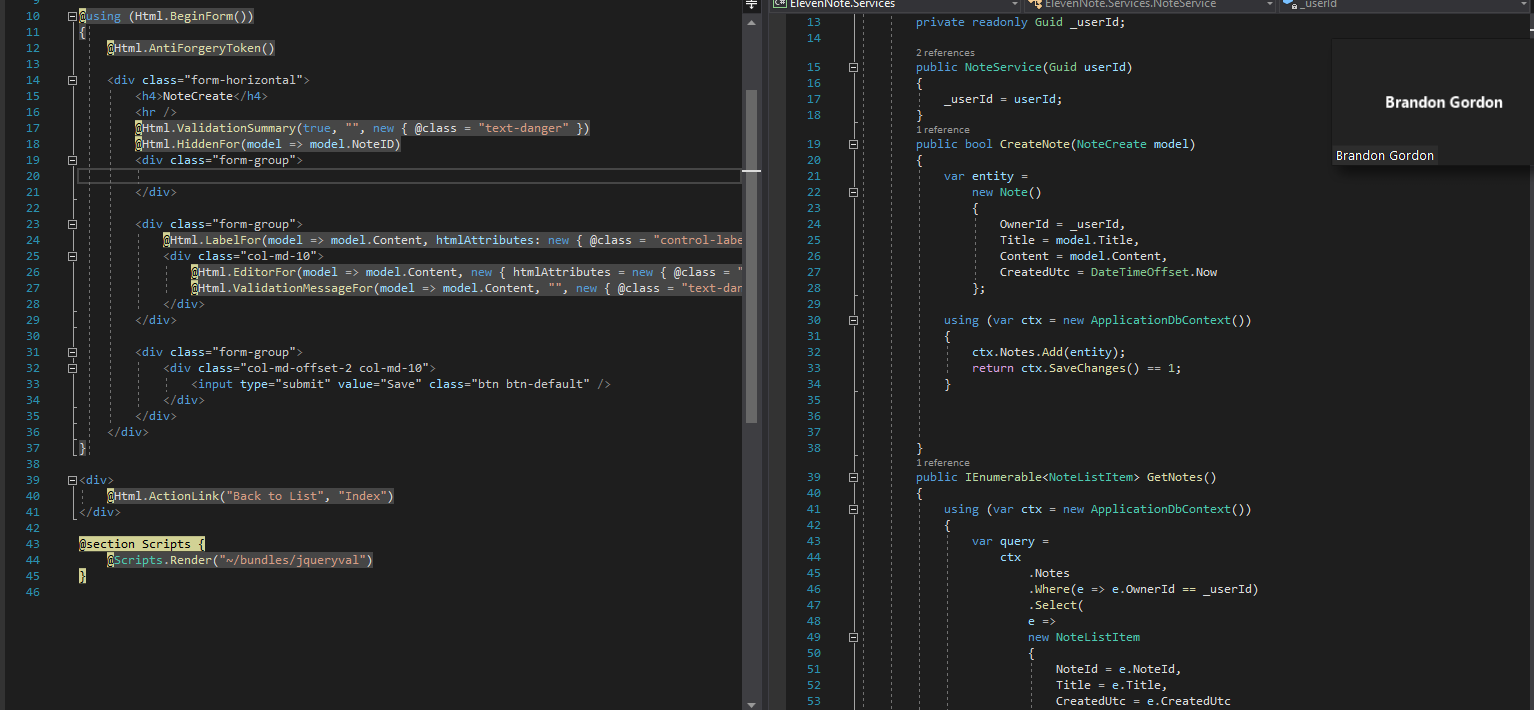 9
10 @using (Html.BeginForm())
11 {
12 @Html.AntiForgeryToken()
13
14 <div class="form-horizontal">
15 <h4>NoteCreate</h4>
16 <hr />
17 @Html.ValidationSummary(true, "", new { @class = "text-danger" })
18 @Html.HiddenFor(model => model.NoteID)
19 <div class="form-group">
20
21 </div>
22
23 <div class="form-group">
24 @Html.LabelFor(model => model.Content, htmlAttributes: new { @class = "control-labe
25 <div class="col-md-10">
26 @Html.EditorFor(model => model.Content, new { htmlAttributes = new { @class = "
27 @Html.ValidationMessageFor(model => model.Content, "", new { @class = "text-dan
28 </div>
29 </div>
30
31 <div class="form-group">
32 <div class="col-md-offset-2 col-md-10">
33 <input type="submit" value="Save" class="btn btn-default" />
34 </div>
35 </div>
36 </div>
37 }
38
39 <div>
40 @Html.ActionLink("Back to List", "Index")
41 </div>
42
43 @section Scripts {
44 @Scripts.Render("~/bundles/jqueryval")
45 }
46
C# ElevenNote.Services
ElevenNote.Services.NoteService
_userId
13 private readonly Guid _userId;
14
2 references
15 public NoteService(Guid userId)
16 {
17 _userId = userId;
18 }
1 reference
19 public bool CreateNote(NoteCreate model)
20 {
21 var entity =
22 new Note()
23 {
24 OwnerId = _userId,
25 Title = model.Title,
26 Content = model.Content,
27 CreatedUtc = DateTimeOffset.Now
28 };
29
30 using (var ctx = new ApplicationDbContext())
31 {
32 ctx.Notes.Add(entity);
33 return ctx.SaveChanges() == 1;
34 }
35
36
37
38 }
1 reference
39 public IEnumerable<NoteListItem> GetNotes()
40 {
41 using (var ctx = new ApplicationDbContext())
42 {
43 var query =
44 ctx
45 .Notes
46 .Where(e => e.OwnerId == _userId)
47 .Select(
48 e =>
49 new NoteListItem
50 {
51 NoteId = e.NoteId,
52 Title = e.Title,
53 CreatedUtc = e.CreatedUtc
Brandon Gordon
Brandon Gordon